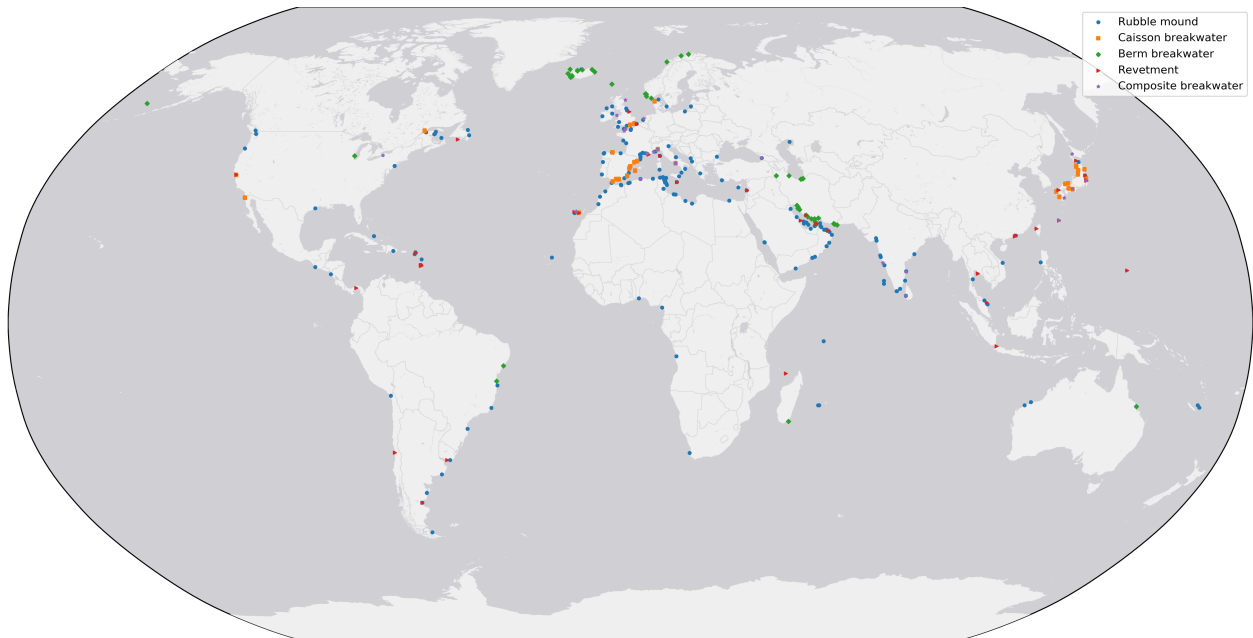 Rubble mound
Caisson breakwater
Berm breakwater
Revetment
Composite breakwater